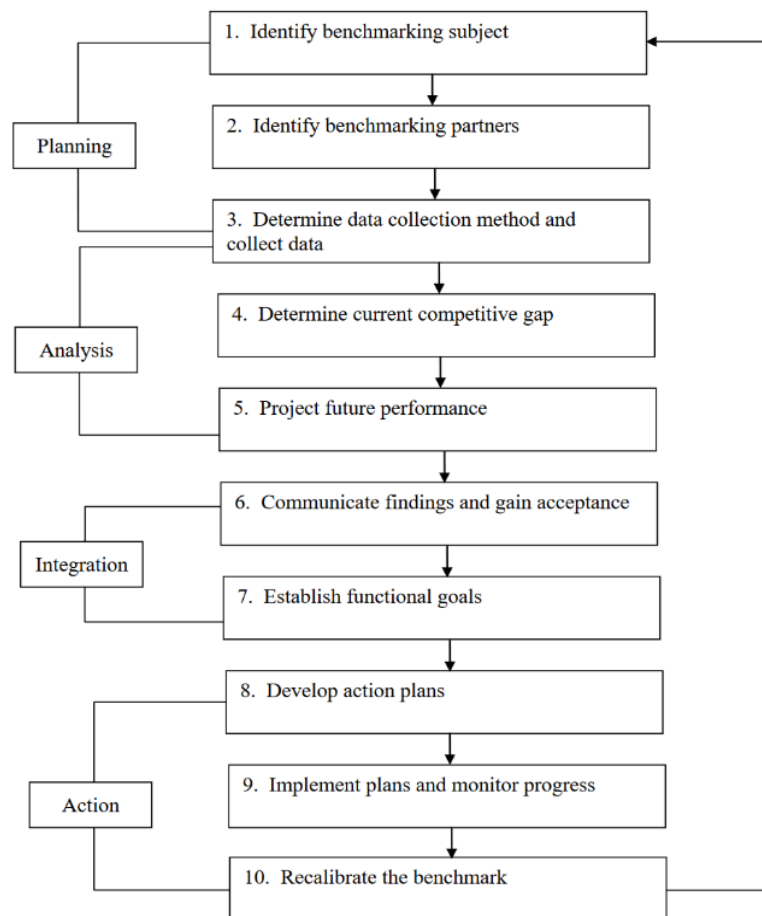 1. Identify benchmarking subject
2. Identify benchmarking partners
Planning
3. Determine data collection method and
collect data
4. Determine current competitive gap
Analysis
5. Project future performance
6. Communicate findings and gain acceptance
Integration
7. Establish functional goals
8. Develop action plans
9. Implement plans and monitor progress
Action
10. Recalibrate the benchmark